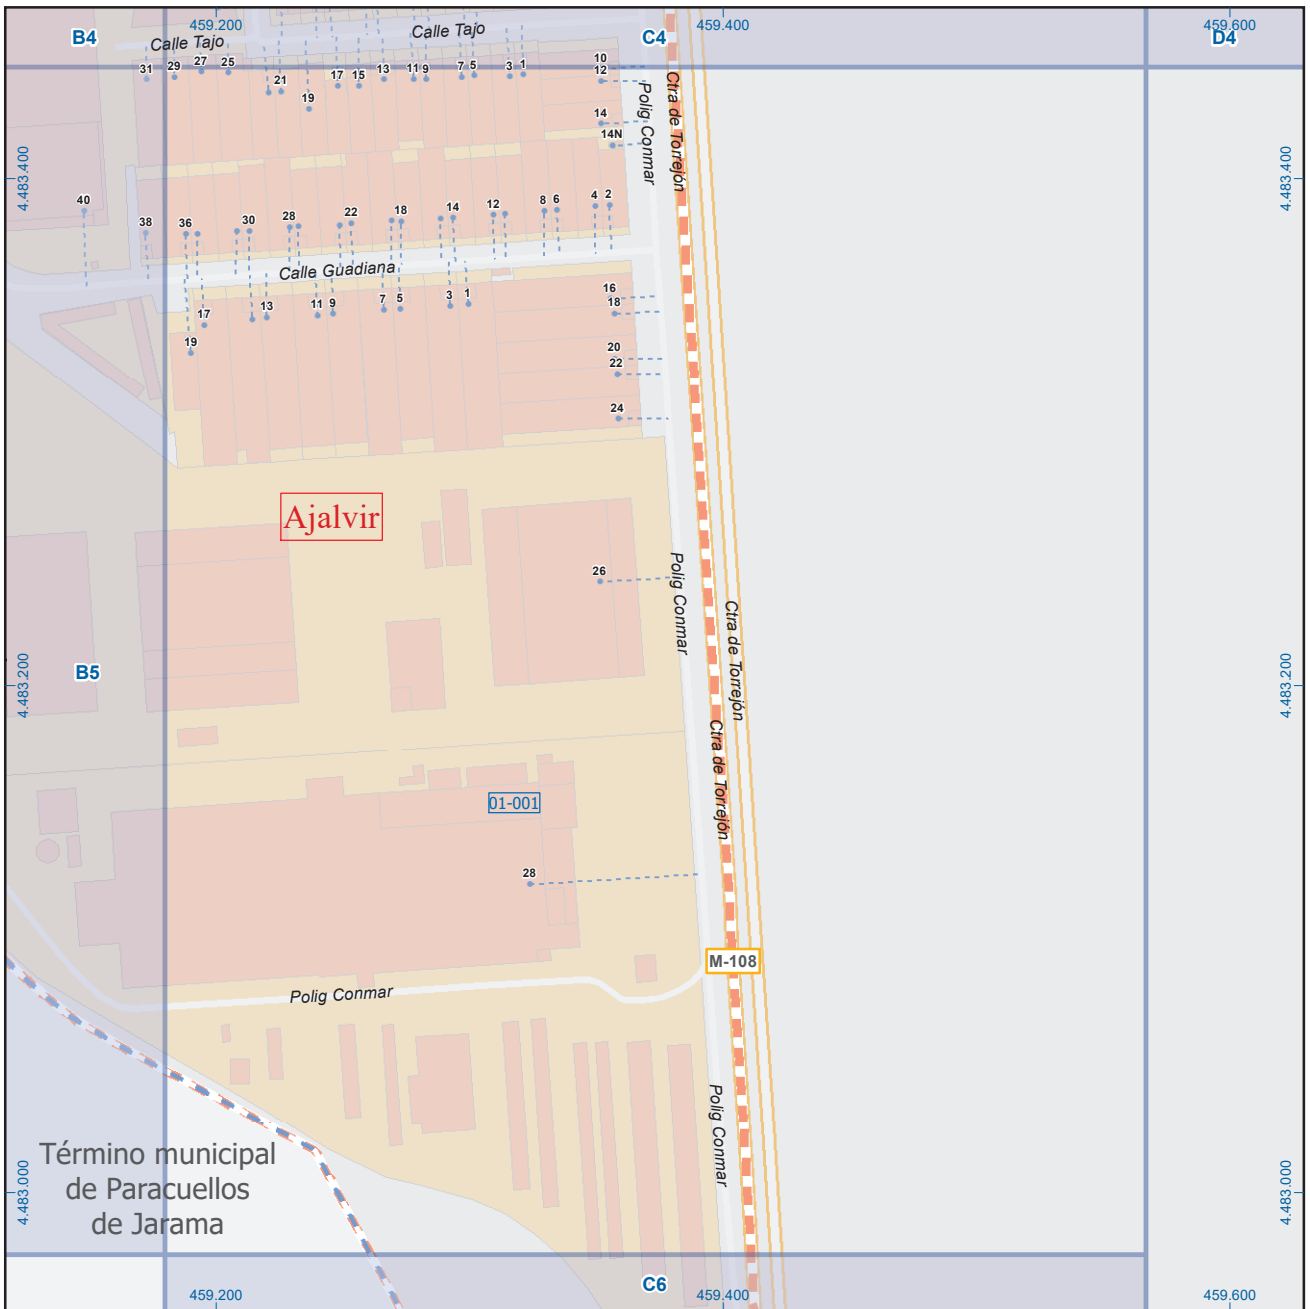 459.200
459.400
459.600
B4
C4
D4
Calle Tajo
Calle Tajo
31
29
27
25
21
19
17
15
13
11
9
7
5
3
1
10
12
14
14N
Polig Conmar
Ctra de Torrejón
4.483.400
4.483.400
40
38
36
30
28
22
18
14
12
8
6
4
2
Calle Guadiana
19
17
13
11
9
7
5
3
1
16
18
20
22
24
Ajalvir
26
Polig Conmar
Ctra de Torrejón
B5
4.483.200
4.483.200
Ctra de Torrejón
01-001
28
M-108
Polig Conmar
Polig Conmar
Término municipal
de Paracuellos
de Jarama
4.483.000
4.483.000
C6
459.200
459.400
459.600